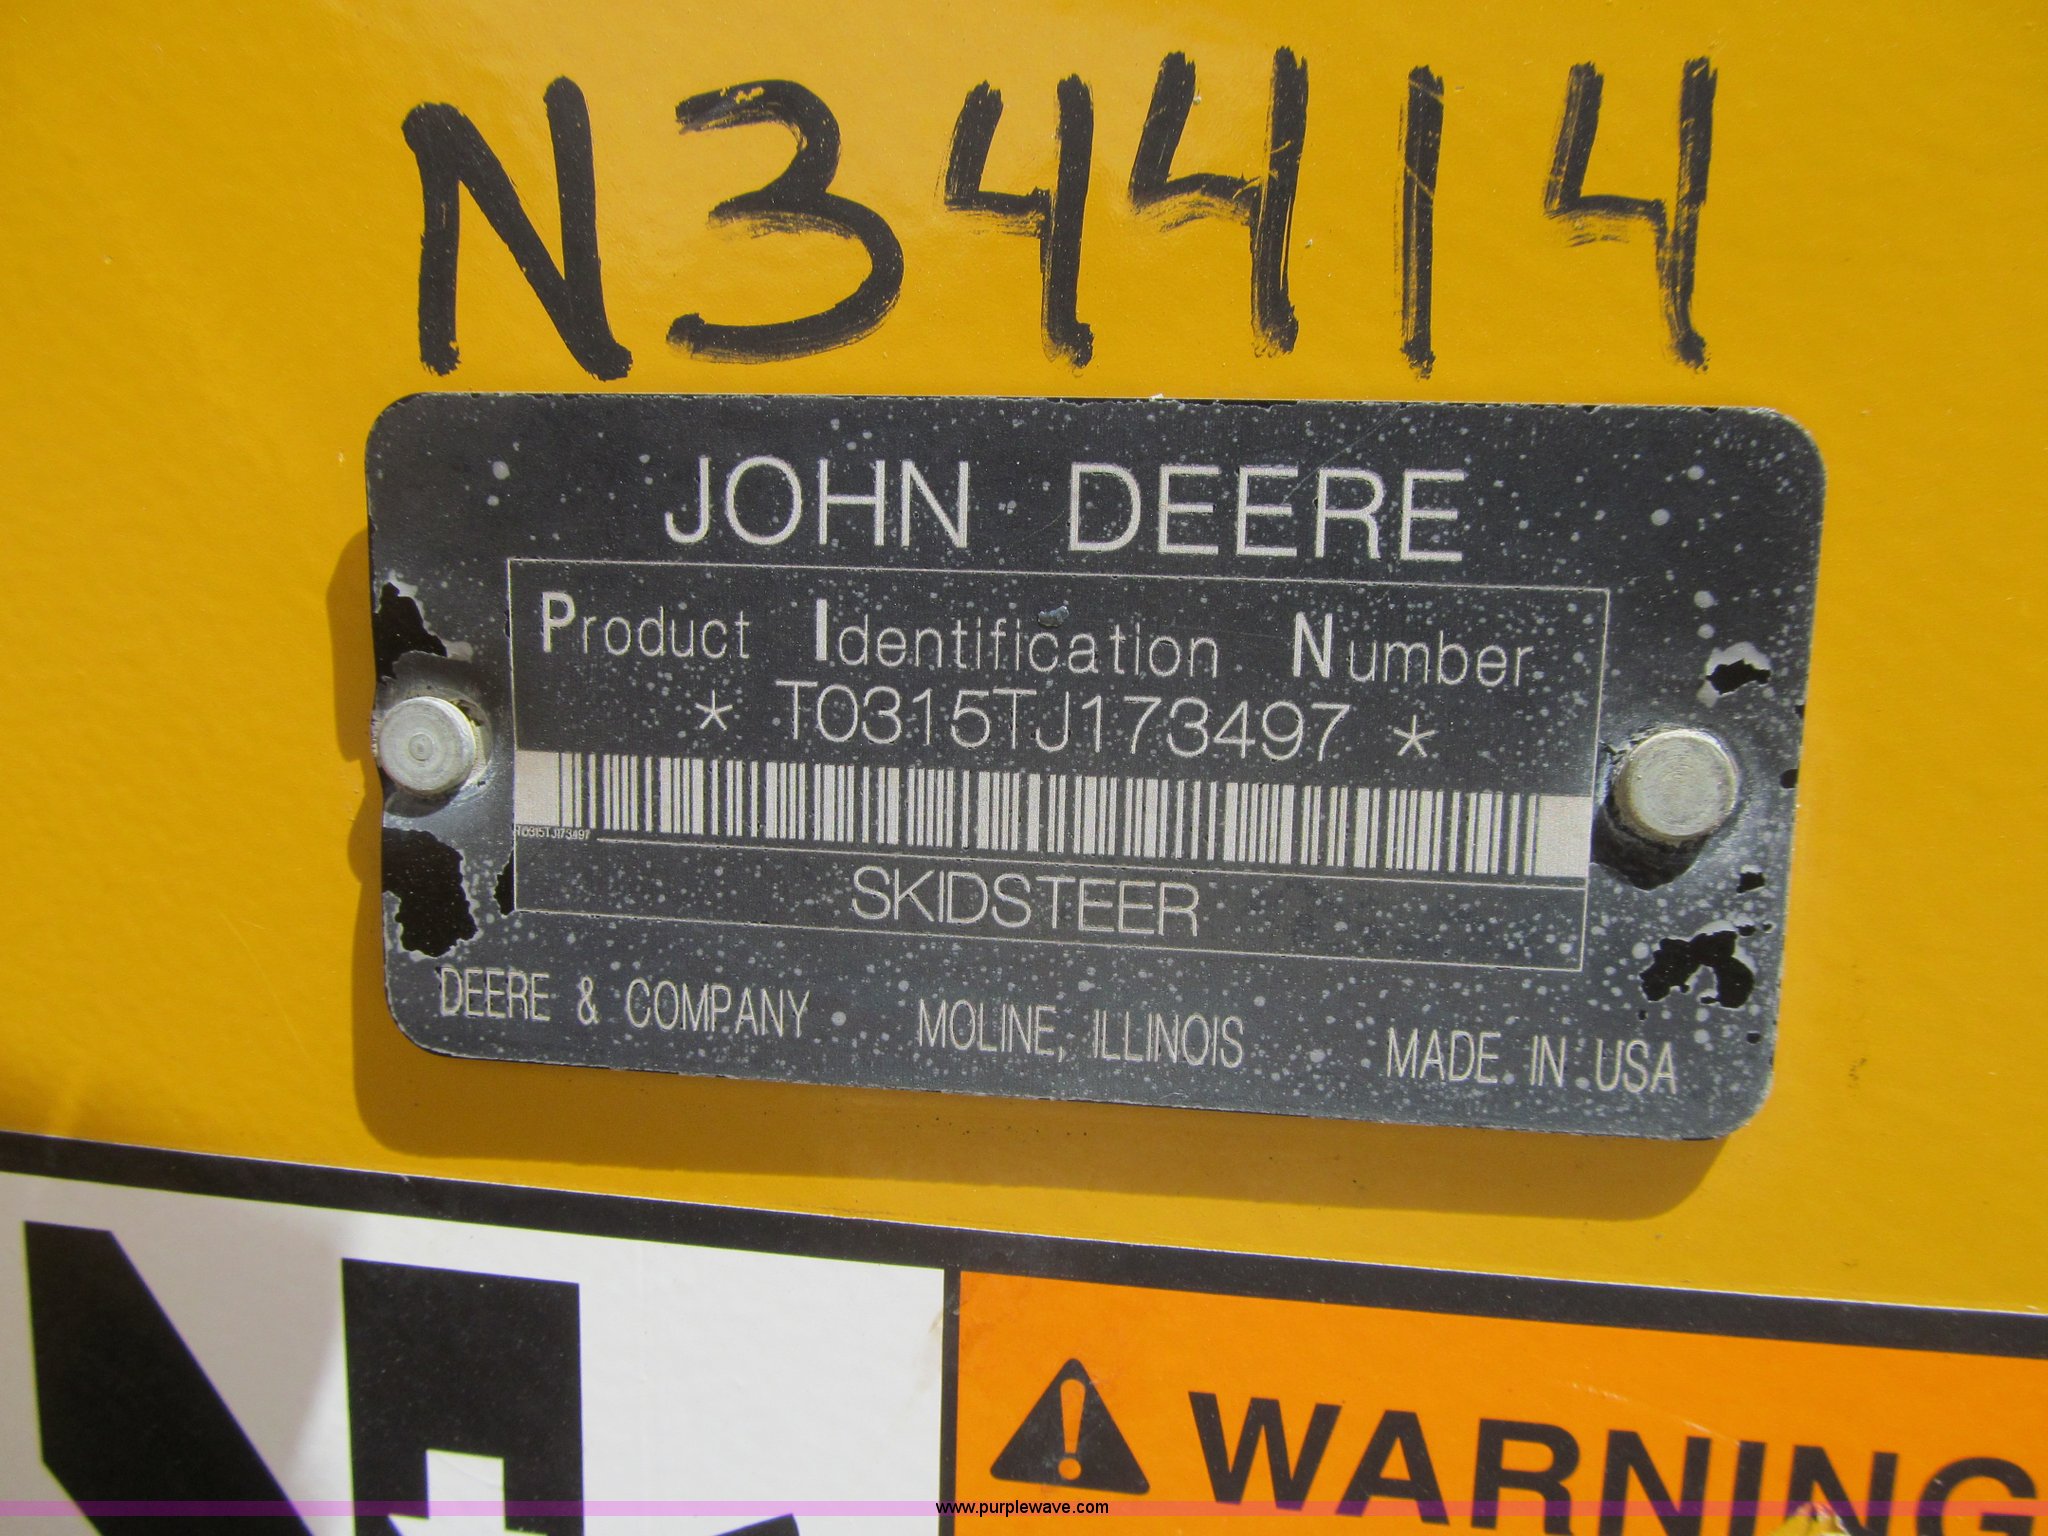 N34414
JOHN DEERE
Product Identification Number
* T0315TJ173497 *
T0315TJ173497
SKIDSTEER
DEERE & COMPANY MOLINE, ILLINOIS MADE IN USA
WARNING
www.purplewave.com